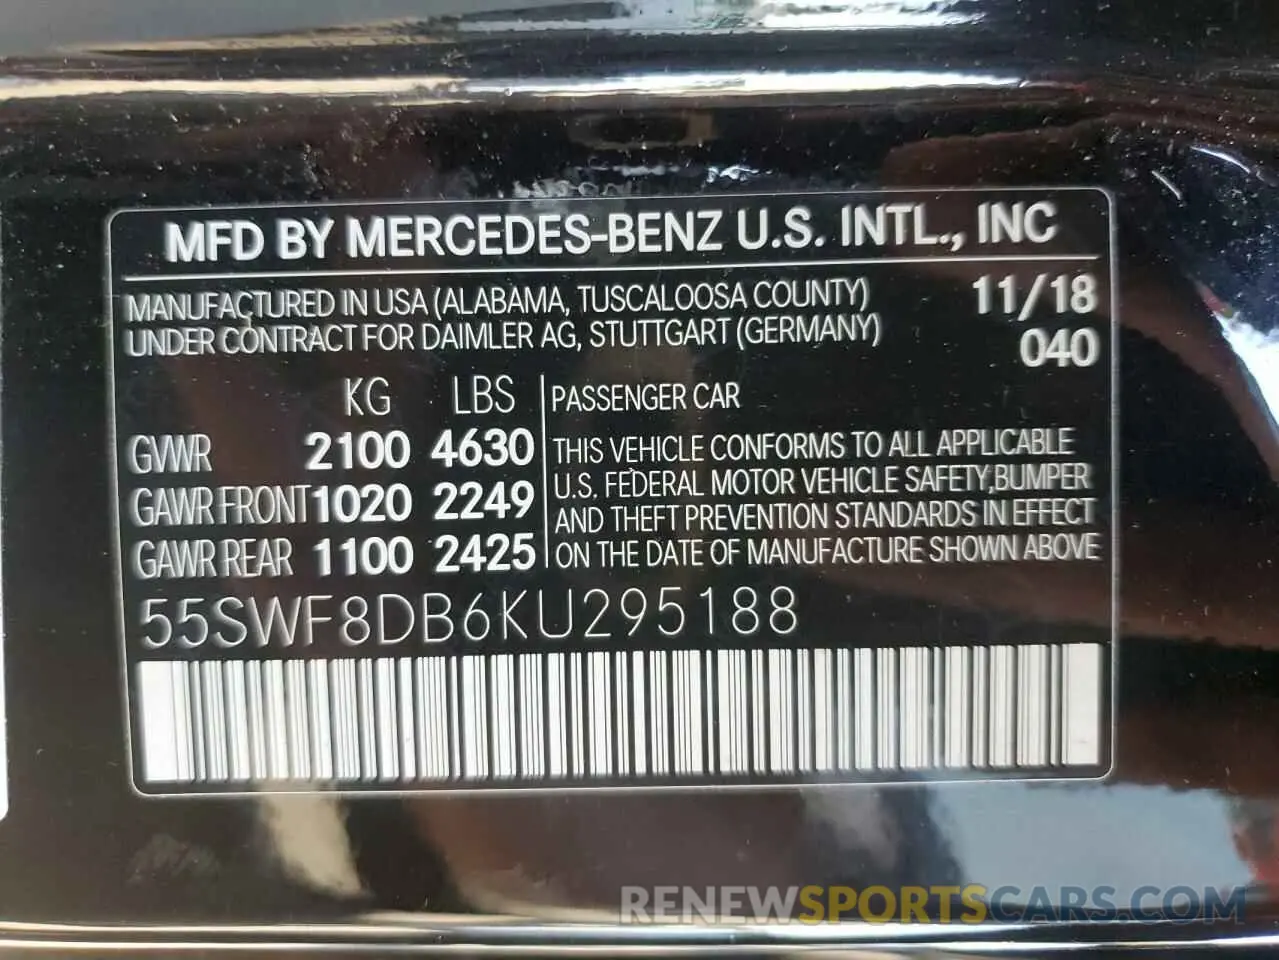 MFD BY MERCEDES-BENZ U.S. INTL., INC
MANUFACTURED IN USA (ALABAMA, TUSCALOOSA COUNTY) 11/18
UNDER CONTRACT FOR DAIMLER AG, STUTTGART (GERMANY) 040
KG LBS PASSENGER CAR
GVWR 2100 4630 THIS VEHICLE CONFORMS TO ALL APPLICABLE
U.S. FEDERAL MOTOR VEHICLE SAFETY, BUMPER
GAWR FRONT 1020 2249 AND THEFT PREVENTION STANDARDS IN EFFECT
GAWR REAR 1100 2425 ON THE DATE OF MANUFACTURE SHOWN ABOVE
55SWF8DB6KU295188
RENEWSPORTSCARS.COM